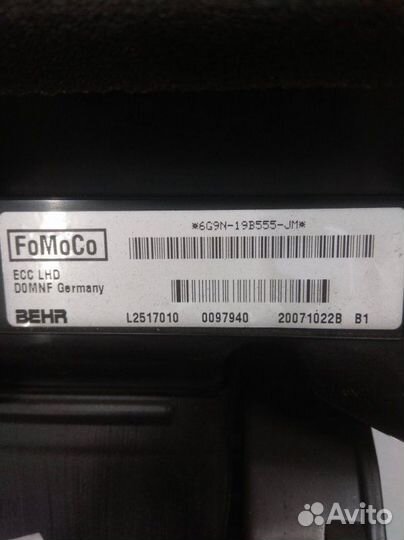 *6G9N-19B555-JM*
FoMoCo
ECC LHD
DOMNF Germany
BEHR L2517010 0097940 20071022B B1
Avito